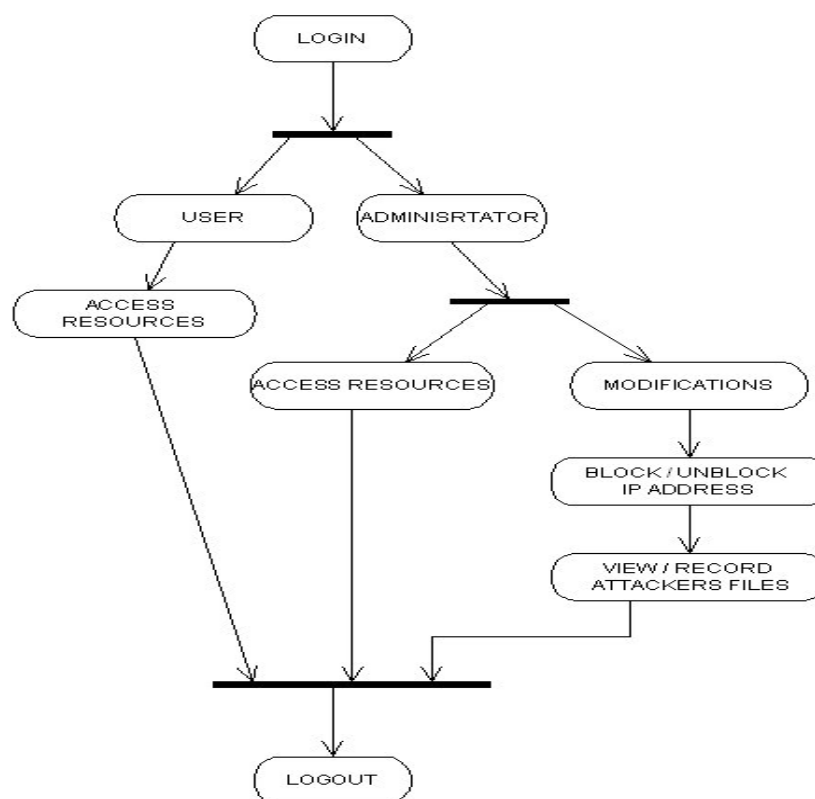 LOGIN
USER
ADMINISRTATOR
ACCESS
RESOURCES
ACCESS RESOURCES
MODIFICATIONS
BLOCK / UNBLOCK
IP ADDRESS
VIEW / RECORD
ATTACKERS FILES
LOGOUT